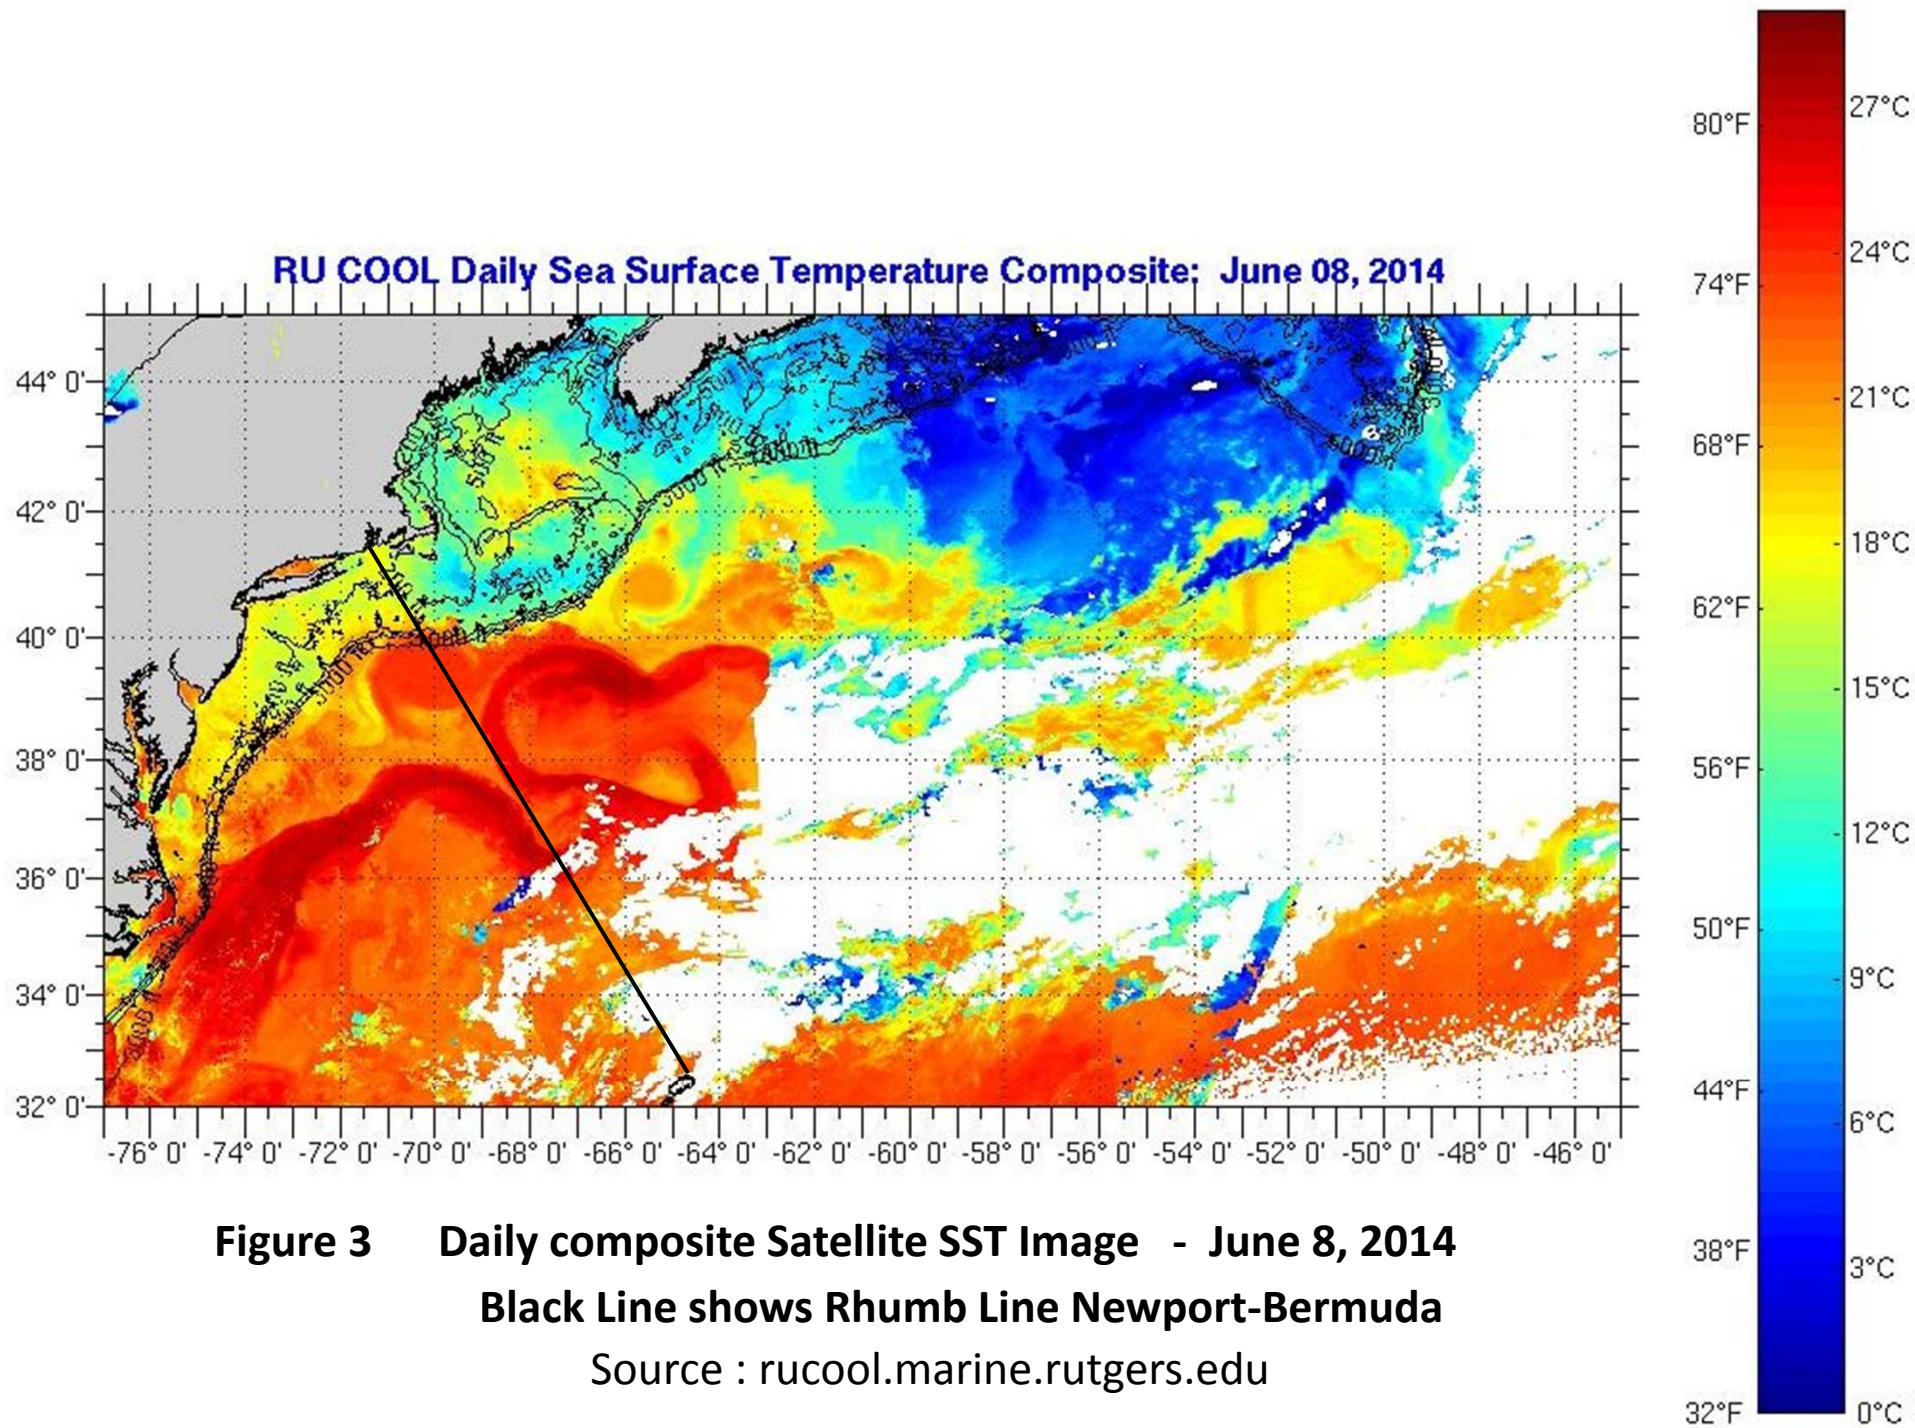 RU COOL Daily Sea Surface Temperature Composite: June 08, 2014
44° 0'
42° 0'
40° 0'
38° 0'
36° 0'
34° 0'
32° 0'
-76° 0' -74° 0' -72° 0' -70° 0' -68° 0' -66° 0' -64° 0' -62° 0' -60° 0' -58° 0' -56° 0' -54° 0' -52° 0' -50° 0' -48° 0' -46° 0'
80°F
74°F
68°F
62°F
56°F
50°F
44°F
38°F
32°F
27°C
24°C
21°C
18°C
15°C
12°C
9°C
6°C
3°C
0°C
Figure 3 Daily composite Satellite SST Image - June 8, 2014
Black Line shows Rhumb Line Newport-Bermuda
Source : rucool.marine.rutgers.edu